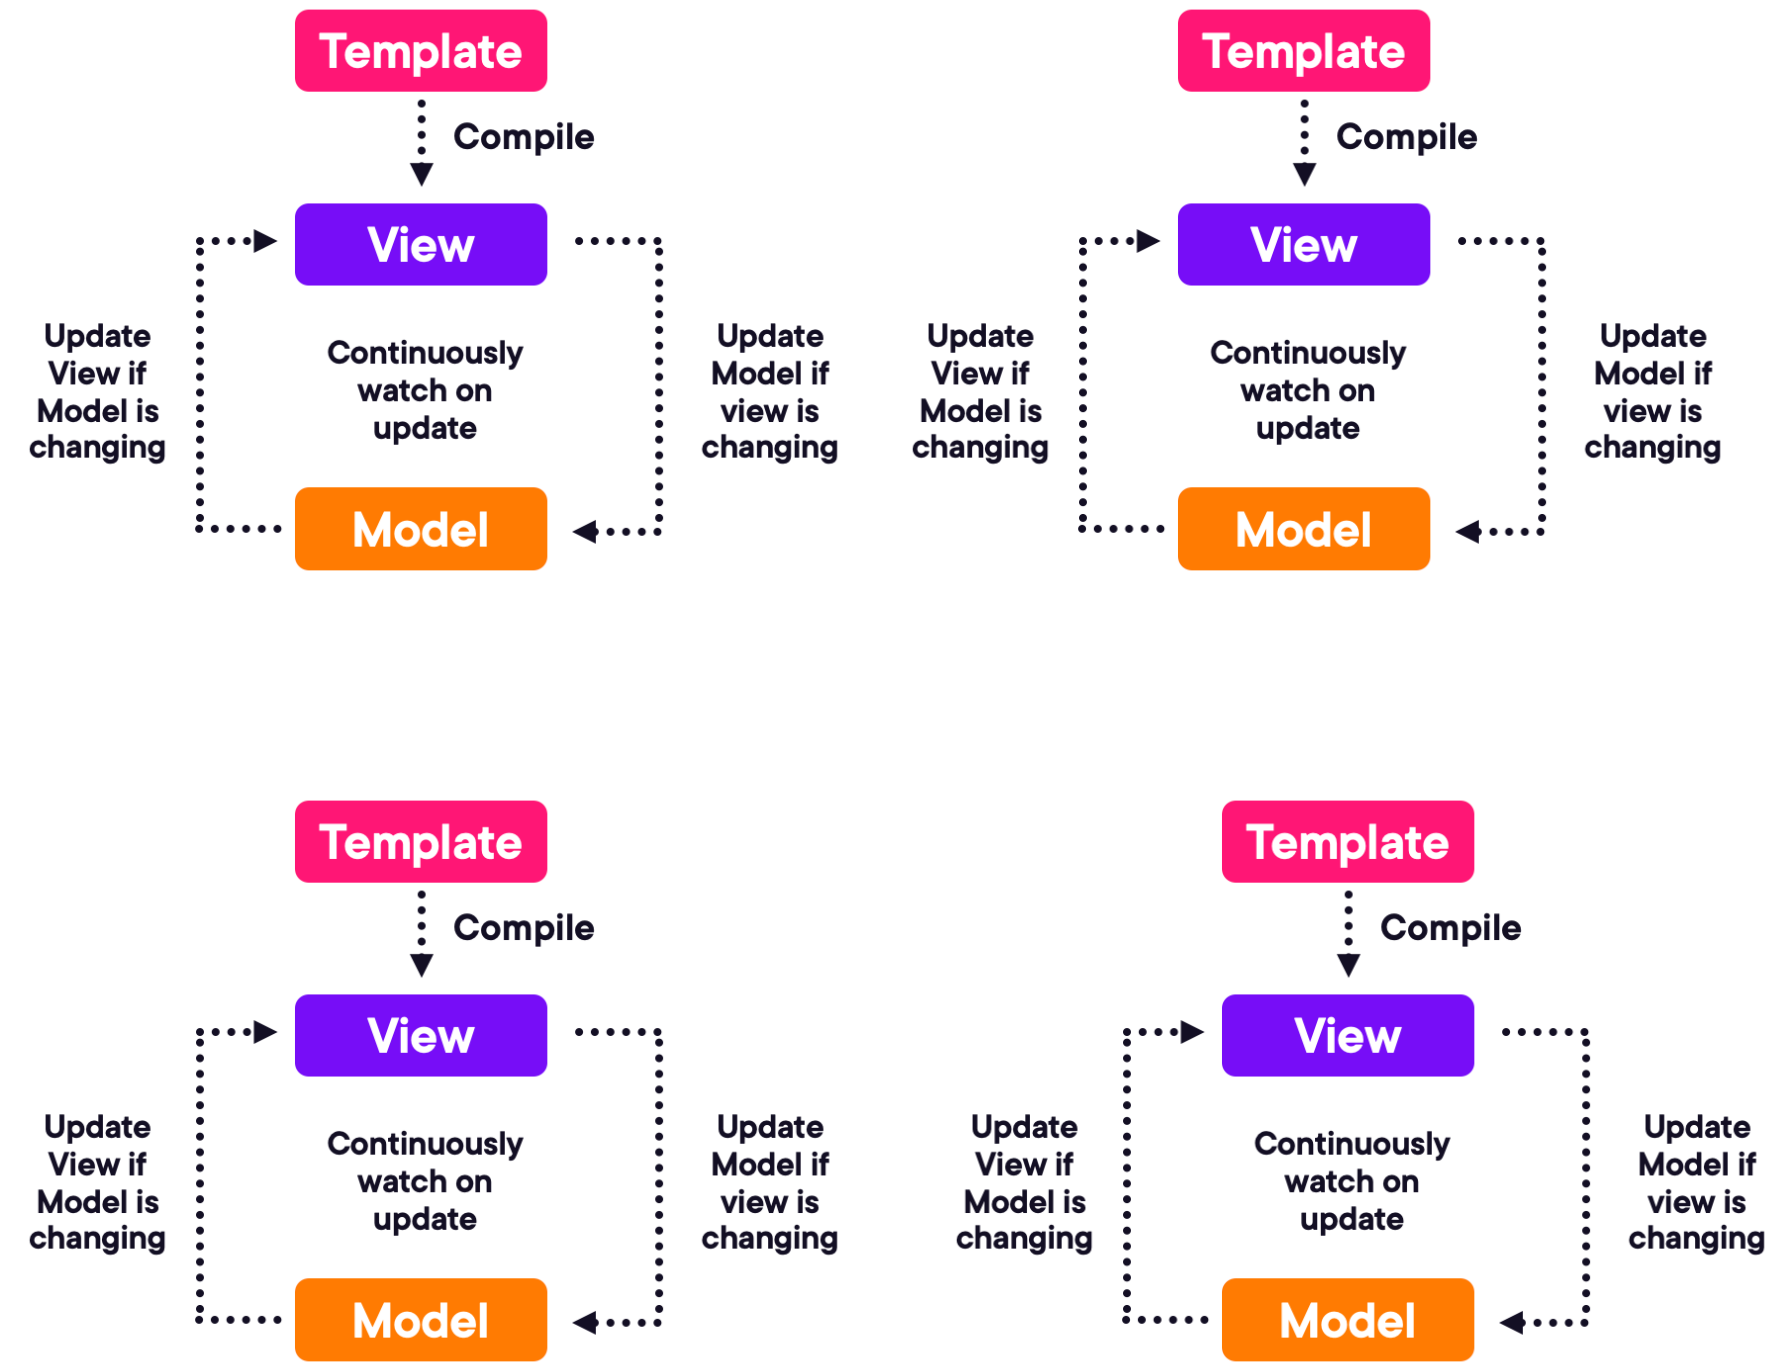 Template
Compile
View
Update
View if
Model is
changing
Continuously
watch on
update
Update
Model if
view is
changing
Model
Template
Compile
View
Update
View if
Model is
changing
Continuously
watch on
update
Update
Model if
view is
changing
Model
Template
Compile
View
Update
View if
Model is
changing
Continuously
watch on
update
Update
Model if
view is
changing
Model
Template
Compile
View
Update
View if
Model is
changing
Continuously
watch on
update
Update
Model if
view is
changing
Model